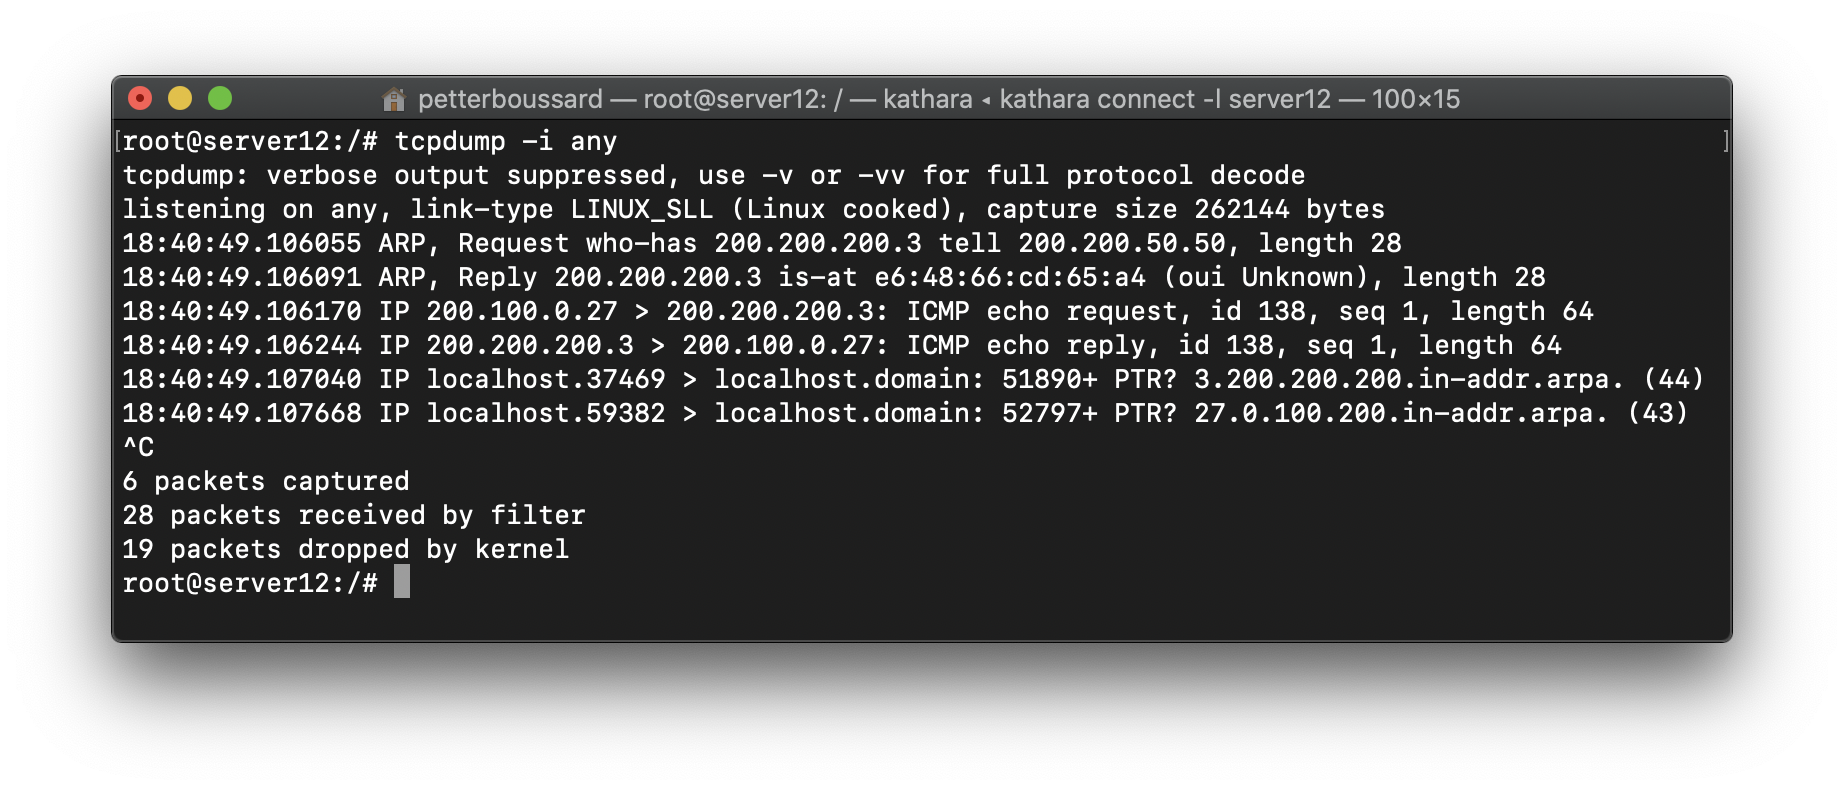 petterboussard — root@server12: / — kathara ◂ kathara connect -l server12 — 100×15
[root@server12:/# tcpdump -i any ]
tcpdump: verbose output suppressed, use -v or -vv for full protocol decode
listening on any, link-type LINUX_SLL (Linux cooked), capture size 262144 bytes
18:40:49.106055 ARP, Request who-has 200.200.200.3 tell 200.200.50.50, length 28
18:40:49.106091 ARP, Reply 200.200.200.3 is-at e6:48:66:cd:65:a4 (oui Unknown), length 28
18:40:49.106170 IP 200.100.0.27 > 200.200.200.3: ICMP echo request, id 138, seq 1, length 64
18:40:49.106244 IP 200.200.200.3 > 200.100.0.27: ICMP echo reply, id 138, seq 1, length 64
18:40:49.107040 IP localhost.37469 > localhost.domain: 51890+ PTR? 3.200.200.200.in-addr.arpa. (44)
18:40:49.107668 IP localhost.59382 > localhost.domain: 52797+ PTR? 27.0.100.200.in-addr.arpa. (43)
^C
6 packets captured
28 packets received by filter
19 packets dropped by kernel
root@server12:/#